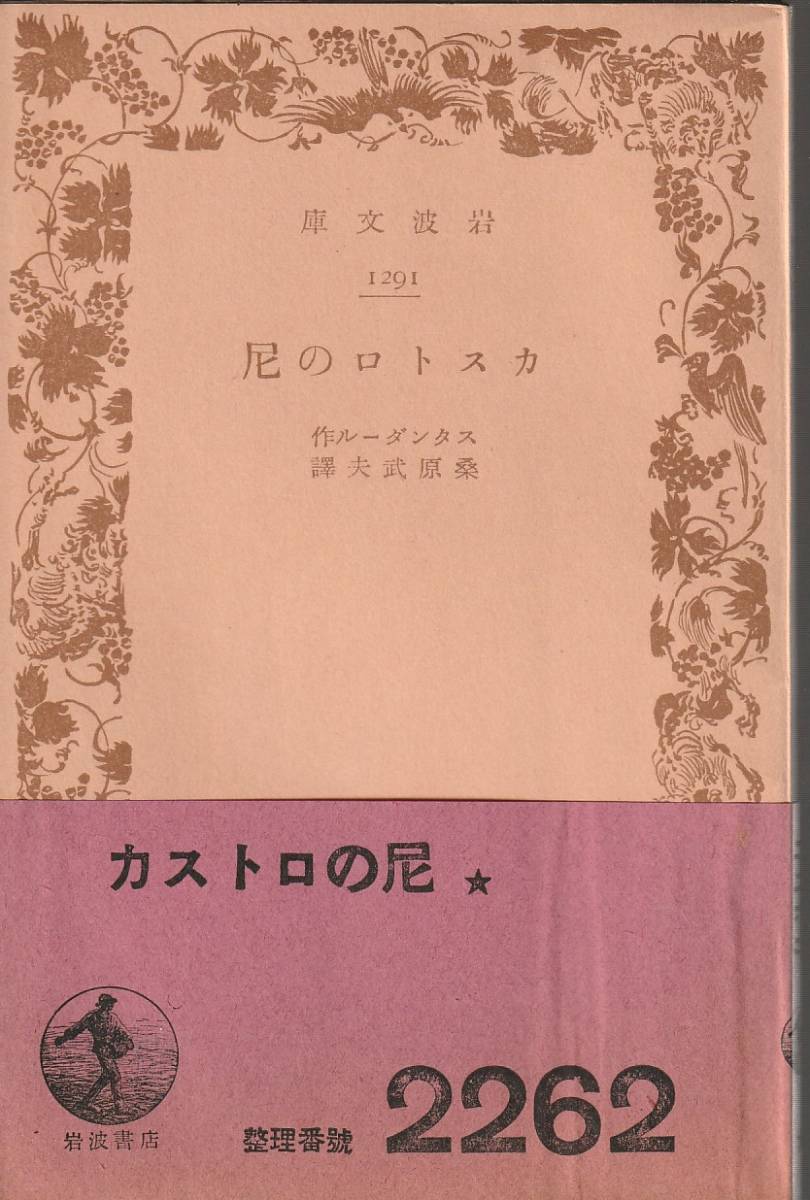 岩波文庫
1291
カストロの尼
スタンダール作
桑原武夫譯
カストロの尼 ★
岩波書店
整理番號 2262